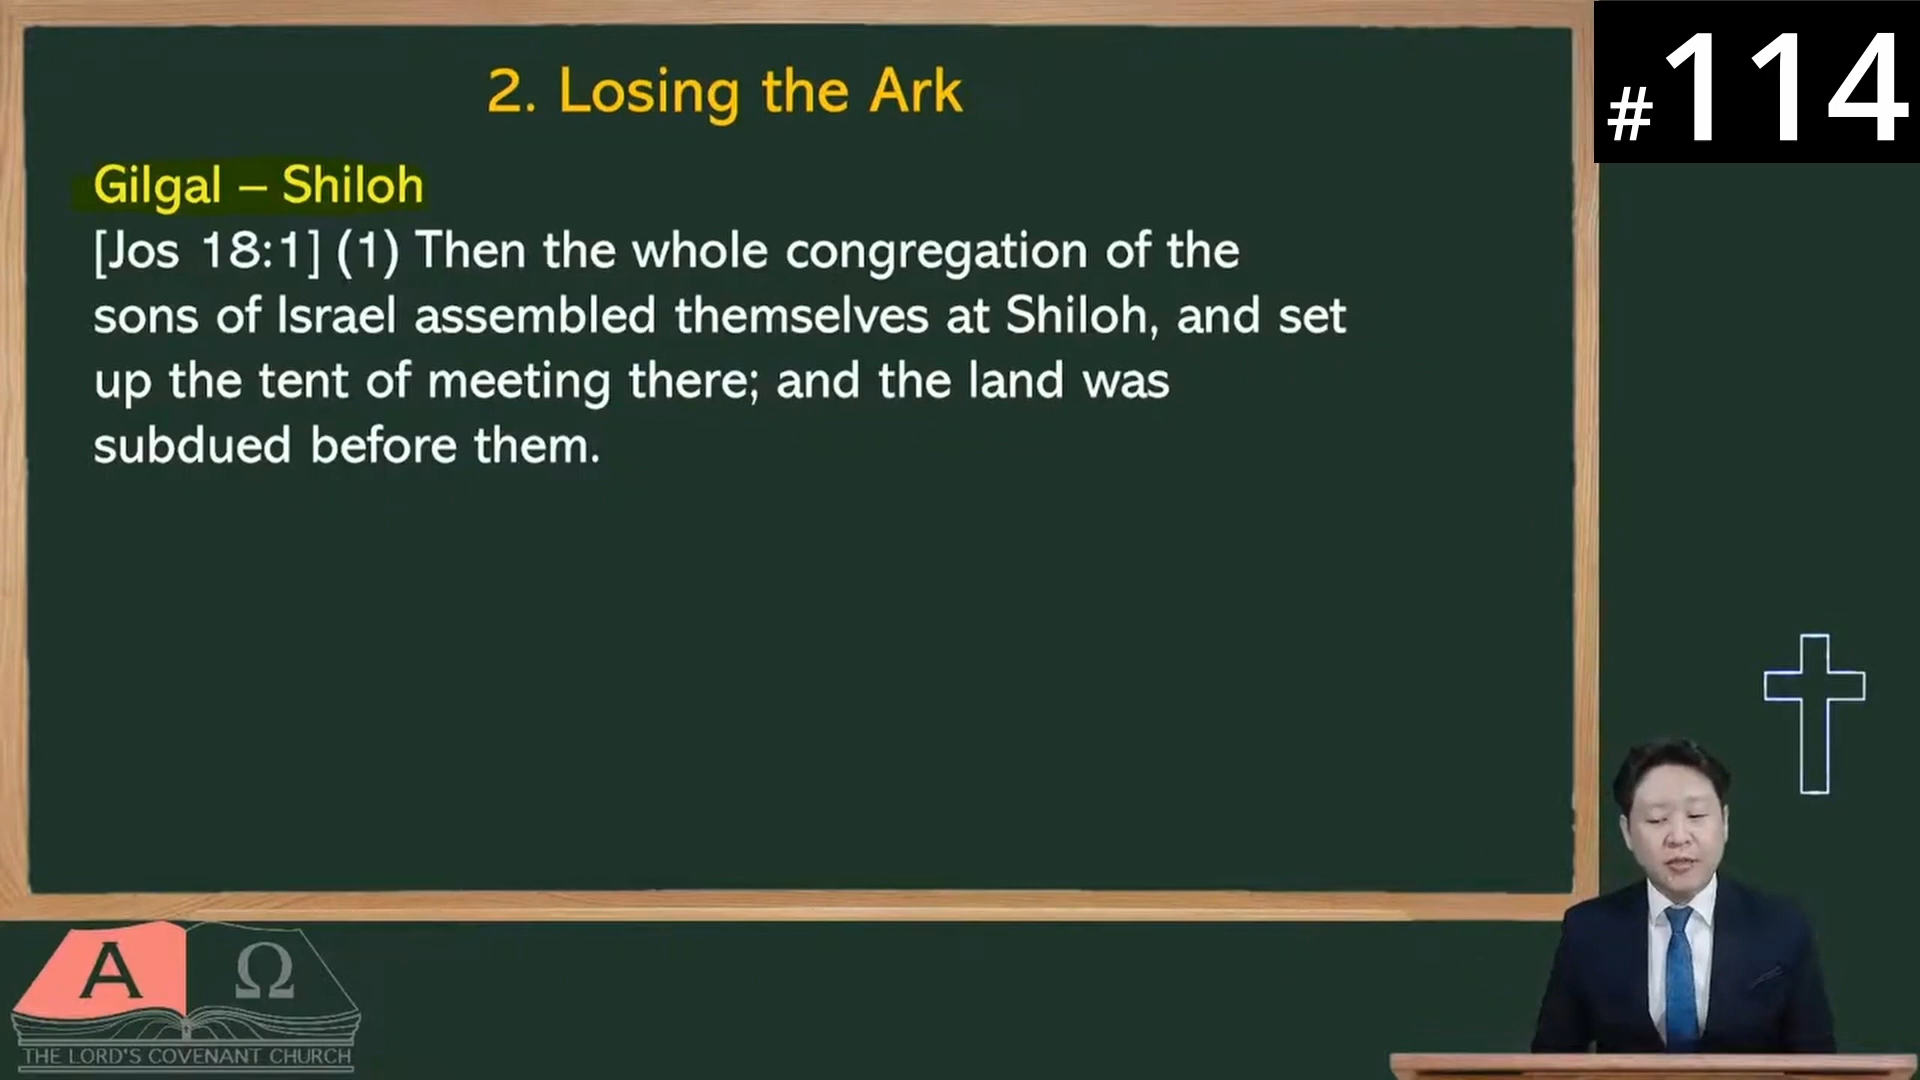 2. Losing the Ark
#114
Gilgal – Shiloh
[Jos 18:1] (1) Then the whole congregation of the
sons of Israel assembled themselves at Shiloh, and set
up the tent of meeting there; and the land was
subdued before them.
A Ω
THE LORD'S COVENANT CHURCH